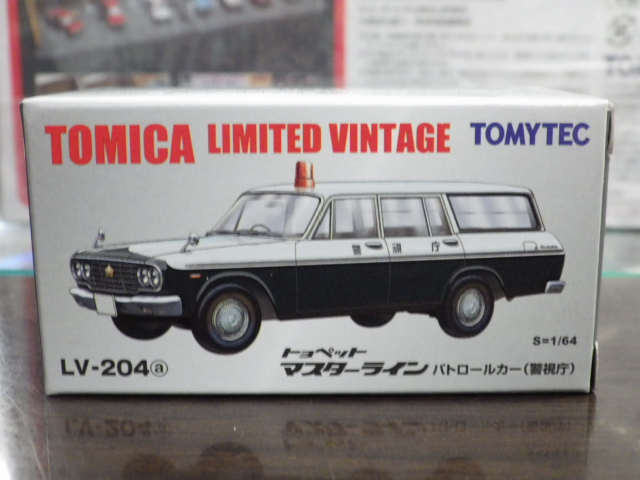 TOMICA LIMITED VINTAGE TOMYTEC
警視庁
S=1/64
トヨペット
LV-204ⓐ マスターライン パトロールカー(警視庁)